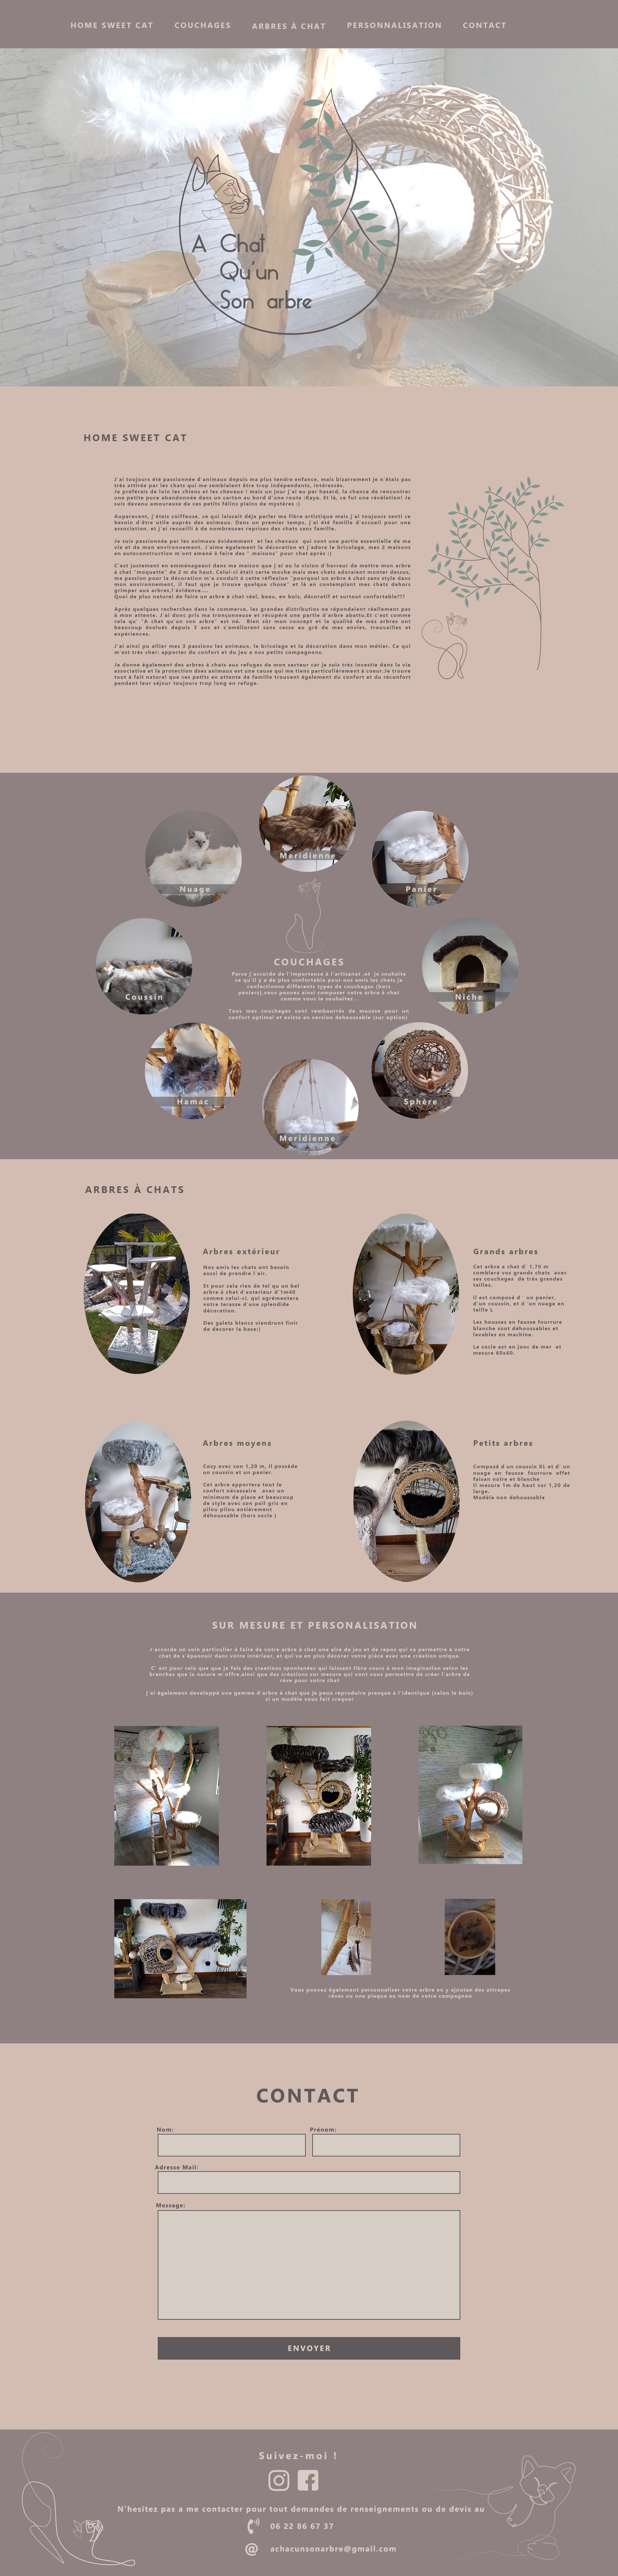 HOME SWEET CAT COUCHAGES ARBRES À CHAT PERSONNALISATION CONTACT
A Chat
Qu'un
Son arbre
HOME SWEET CAT
J'ai toujours été passionnée d'animaux depuis ma plus tendre enfance, mais bizarrement je n'étais pas
très attirée par les chats qui me semblaient être trop indépendants, intéressés.
Je préférais de loin les chiens et les chevaux ! mais un jour j'ai eu par hasard, le chance de rencontrer
une petite puce abandonnée dans un carton au bord d'une route :Kaya. Et là, ce fut une révélation! Je
suis devenu amoureuse de ces petits félins pleins de mystères :)
Auparavant, j'étais coiffeuse, ce qui laissait déja parler ma fibre artistique mais j'ai toujours senti ce
besoin d'être utile auprès des animaux. Dans un premier temps, j'ai été famille d'accueil pour une
association, et j'ai recueilli à de nombreuses reprises des chats sans famille.
Je suis passionnée par les animaux évidemment et les chevaux qui sont une partie essentielle de ma
vie et de mon environnement. J'aime également la décoration et j'adore le bricolage, mes 2 maisons
en autoconstruction m'ont amené à faire des " maisons" pour chat après :)
C'est justement en emménageant dans ma maison que j'ai eu la vision d'horreur de mettre mon arbre
à chat "moquette" de 2 m de haut. Celui-ci était certe moche mais mes chats adoraient monter dessus,
ma passion pour la décoration m'a conduit à cette réflexion "pourquoi un arbre à chat sans style dans
mon environnement, il faut que je trouve quelque chose" et là en contemplant mes chats dehors
grimper aux arbres,l'évidence....
Quoi de plus naturel de faire un arbre à chat réel, beau, en bois, décoratif et surtout confortable???
Après quelques recherches dans le commerce, les grandes distributios ne répondaient réellement pas
à mon attente. J'ai donc pris ma tronçonneuse et récupéré une partie d'arbre abattu.Et c'est comme
cela qu' "A chat qu'un son arbre" est né. Bien sûr mon concept et la qualité de mes arbres ont
beaucoup évolués depuis 3 ans et s'améliorent sans cesse au gré de mes envies, trouvailles et
expériences.
J'ai ainsi pu allier mes 3 passions les animaux, le bricolage et la décoration dans mon métier. Ce qui
m'est très cher: apporter du confort et du jeu a nos petits compagnons.
Je donne également des arbres à chats aux refuges de mon secteur car je suis très investie dans la vie
associative et la protection dses animaux est une cause qui me tiens particulièrement à coeur.Je trouve
tout à fait naturel que ces petits en attente de famille trouvent également du confort et du réconfort
pendant leur séjour toujours trop long en refuge.
Meridienne
Nuage
Panier
Coussin
Niche
COUCHAGES
Parce j'accorde de l'importance à l'artisanat ,et je souhaite
ce qu'il y a de plus confortable pour nos amis les chats je
confectionne differents types de couchages (hors
paniers),vous pouvez ainsi composer votre arbre à chat
comme vous le souhaitez .
Tous mes couchages sont rembourrés de mousse pour un
confort optimal et existe en version dehoussable (sur option)
Hamac
Sphère
Meridienne
ARBRES À CHATS
Arbres extérieur
Nos amis les chats ont besoin
aussi de prendre l'air.
Et pour cela rien de tel qu un bel
arbre à chat d'exterieur d'1m40
comme celui-ci, qui agrémentera
votre terasse d'une splendide
décoration.
Des galets blancs viendront finir
de decorer la base:)
Grands arbres
Cet arbre a chat d' 1,70 m
comblera vos grands chats avec
ses couchages de très grandes
tailles.
il est composé d ' un panier,
d'un coussin, et d 'un nuage en
taille L
Les housses en fausse fourrure
blanche sont déhoussables et
lavables en machine.
Le socle est en jonc de mer et
mesure 60x60.
Arbres moyens
Cosy avec son 1,20 m, il possède
un coussin et un panier.
Cet arbre apportera tout le
confort nécessaire avec un
minimum de place et beaucoup
de style avec son poil gris en
pilou pilou entièrement
déhoussable (hors socle )
Petits arbres
Composé d un coussin XL et d' un
nuage en fausse fourrure effet
faisan noire et blanche
Il mesure 1m de haut sur 1,20 de
large.
Modèle non dehoussable
SUR MESURE ET PERSONALISATION
J'accorde un soin particulier à faire de votre arbre à chat une aire de jeu et de repos qui va permettre à votre
chat de s'épanouir dans votre intérieur, et qui va en plus décorer votre pièce avec une création unique.
C' est pour cela que que je fais des creations spontanées qui laissent libre cours à mon imagination selon les
branches que la nature m'offre,ainsi que des créations sur mesure qui vont vous permettre de créer l'arbre de
rêve pour votre chat
j'ai également développé une gamme d'arbre à chat que je peux reproduire presque à l'identique (selon le bois)
si un modèle vous fait craquer
Vous pouvez également personnaliser votre arbre en y ajoutan des attrapes
rêves ou une plaque au nom de votre compagnon
CONTACT
Nom: Prénom:
Adresse Mail:
Message:
ENVOYER
Suivez-moi !
N'hesitez pas a me contacter pour tout demandes de renseignements ou de devis au
06 22 86 67 37
achacunsonarbre@gmail.com